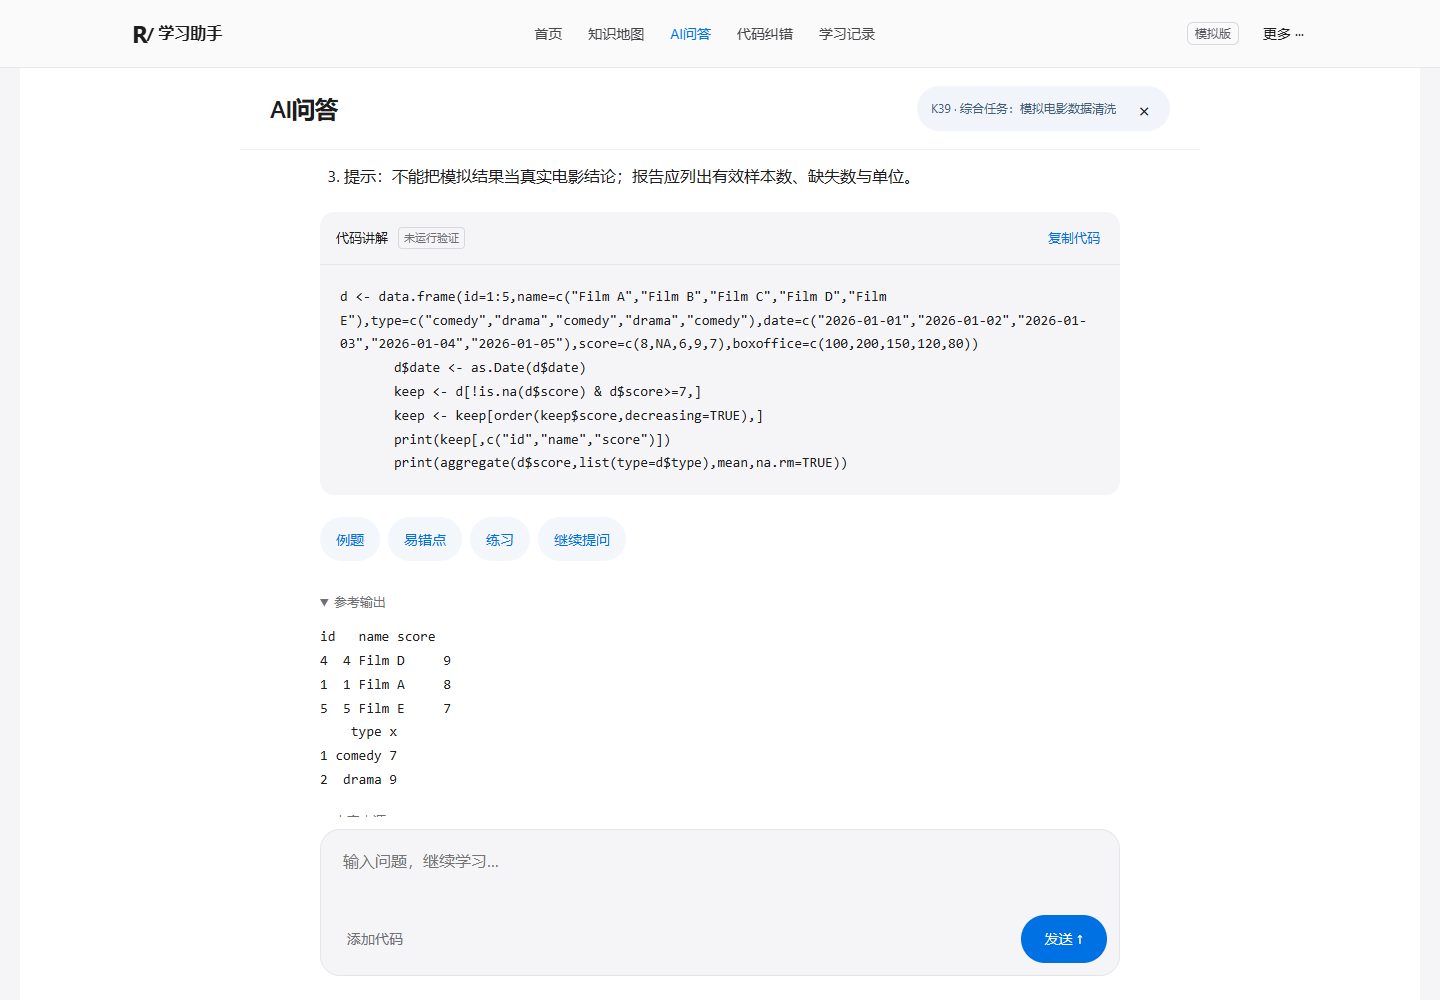 R/ 学习助手
首页 知识地图 AI问答 代码纠错 学习记录
模拟版 更多 ···
AI问答
K39 · 综合任务：模拟电影数据清洗 ×
3. 提示：不能把模拟结果当真实电影结论；报告应列出有效样本数、缺失数与单位。
代码讲解 未运行验证 复制代码
d <- data.frame(id=1:5,name=c("Film A","Film B","Film C","Film D","Film
E"),type=c("comedy","drama","comedy","drama","comedy"),date=c("2026-01-01","2026-01-02","2026-01-
03","2026-01-04","2026-01-05"),score=c(8,NA,6,9,7),boxoffice=c(100,200,150,120,80))
d$date <- as.Date(d$date)
keep <- d[!is.na(d$score) & d$score>=7,]
keep <- keep[order(keep$score,decreasing=TRUE),]
print(keep[,c("id","name","score")])
print(aggregate(d$score,list(type=d$type),mean,na.rm=TRUE))
例题 易错点 练习 继续提问
▼ 参考输出
id   name score
4  4 Film D     9
1  1 Film A     8
5  5 Film E     7
    type x
1 comedy 7
2  drama 9
输入问题，继续学习...
添加代码
发送 ↑